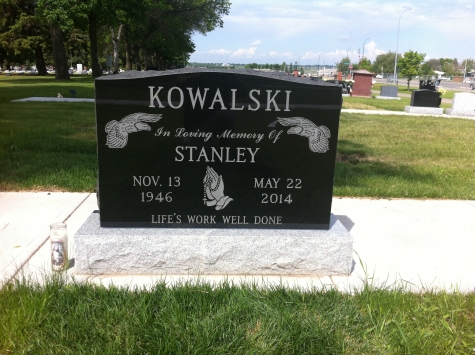 KOWALSKI
In Loving Memory Of
STANLEY
NOV. 13 MAY 22
1946 2014
LIFE'S WORK WELL DONE